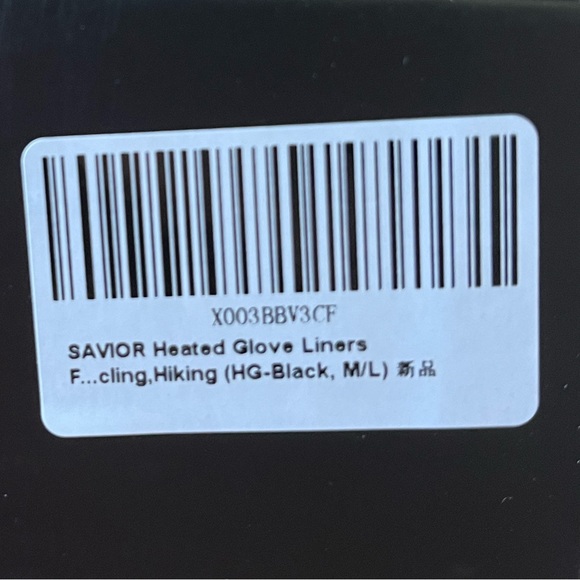 X003BBV3CF
SAVIOR Heated Glove Liners
F...cling,Hiking (HG-Black, M/L) 新品